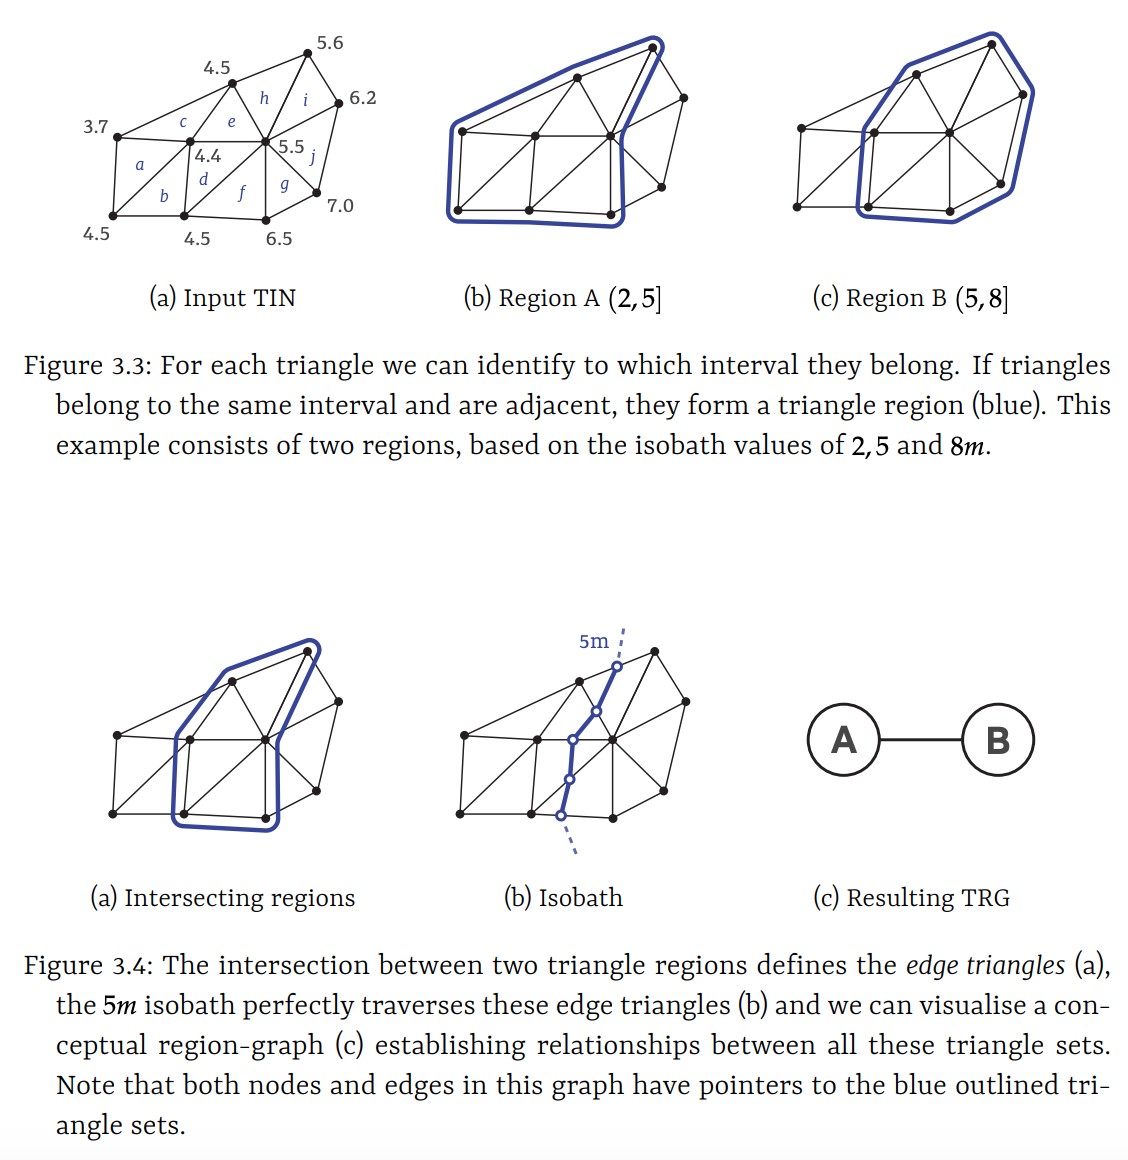 5.6
4.5
h
i
6.2
3.7
c
e
5.5
4.4
j
a
d
b
f
g
7.0
4.5
4.5
6.5
(a) Input TIN
(b) Region A (2,5]
(c) Region B (5,8]
Figure 3.3: For each triangle we can identify to which interval they belong. If triangles
belong to the same interval and are adjacent, they form a triangle region (blue). This
example consists of two regions, based on the isobath values of 2,5 and 8m.
5m
A
B
(a) Intersecting regions
(b) Isobath
(c) Resulting TRG
Figure 3.4: The intersection between two triangle regions defines the edge triangles (a),
the 5m isobath perfectly traverses these edge triangles (b) and we can visualise a con-
ceptual region-graph (c) establishing relationships between all these triangle sets.
Note that both nodes and edges in this graph have pointers to the blue outlined tri-
angle sets.